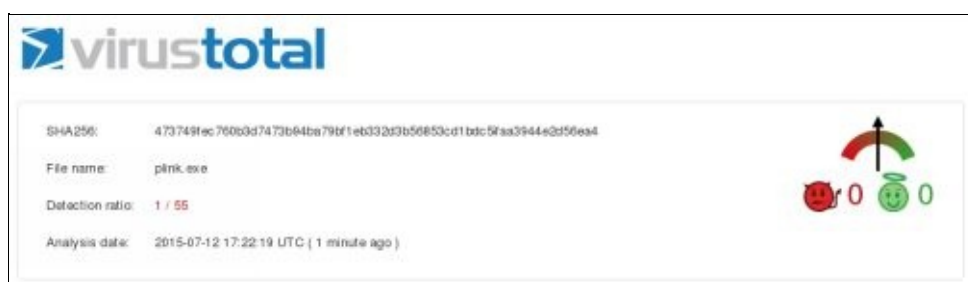 virustotal
SHA256:
File name: plink.exe
Detection ratio: 1 / 55
Analysis date: 2015-07-12 17:22:19 UTC ( 1 minute ago )
0 0